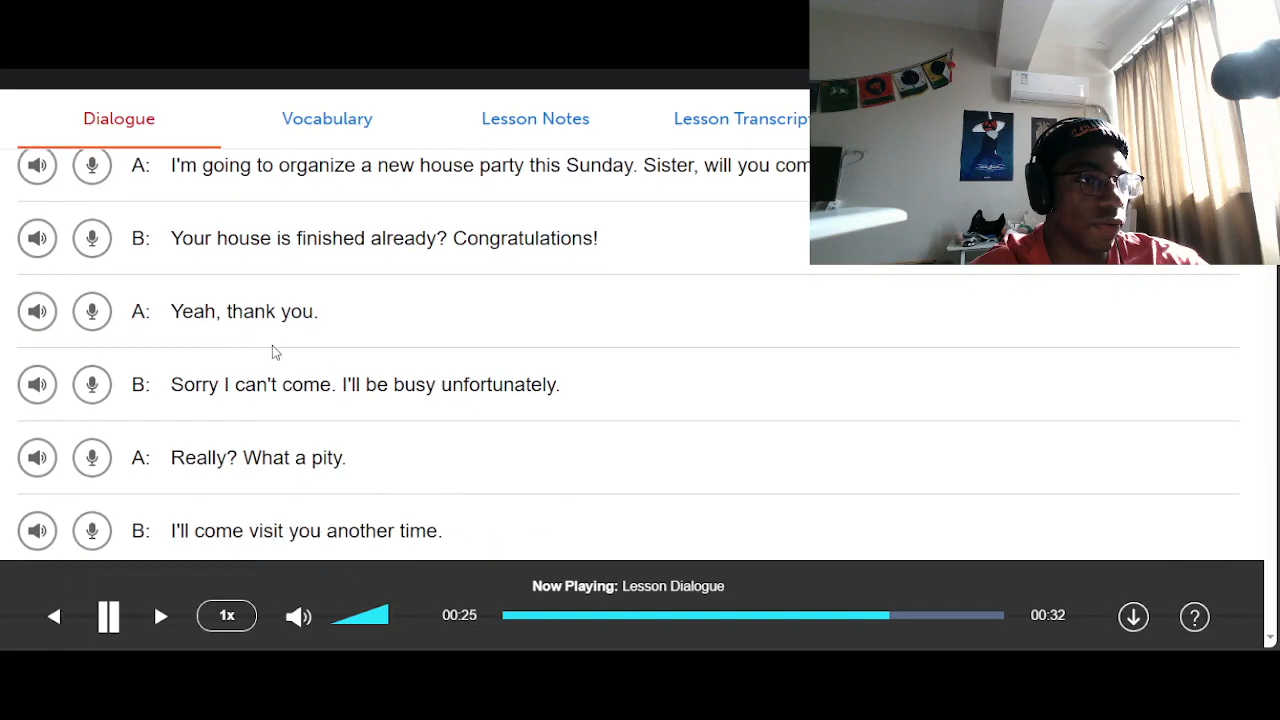 Dialogue
Vocabulary
Lesson Notes
Lesson Transcrip
A: I'm going to organize a new house party this Sunday. Sister, will you com
B: Your house is finished already? Congratulations!
A: Yeah, thank you.
B: Sorry I can't come. I'll be busy unfortunately.
A: Really? What a pity.
B: I'll come visit you another time.
Now Playing: Lesson Dialogue
1x
00:25
00:32
?